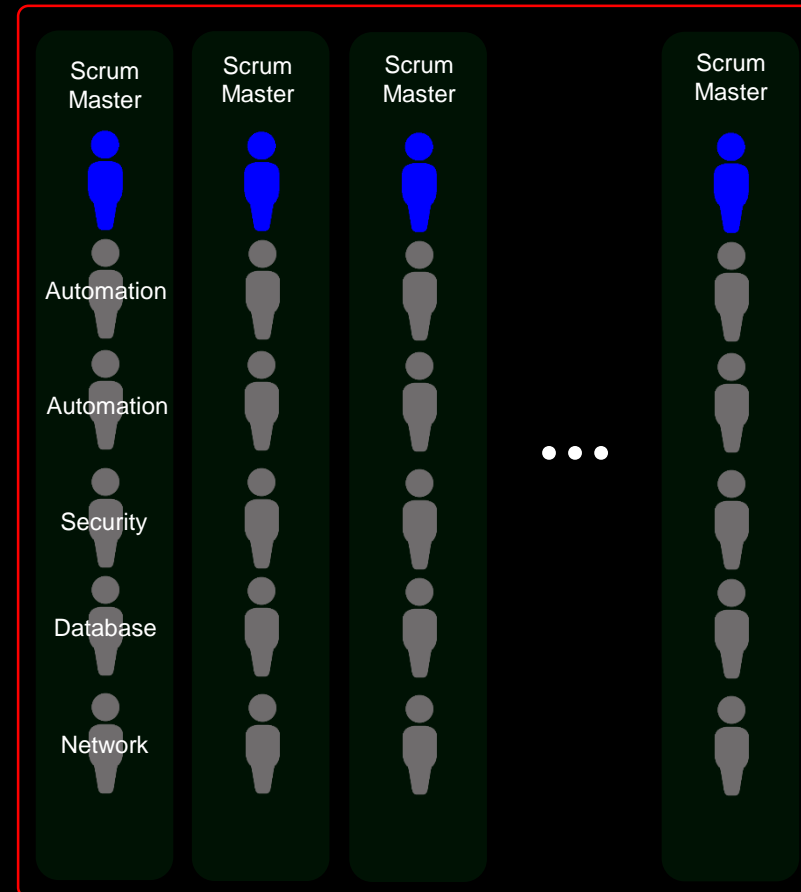 Scrum
Master
Scrum
Master
Scrum
Master
Scrum
Master
Automation
Automation
Security
Database
Network